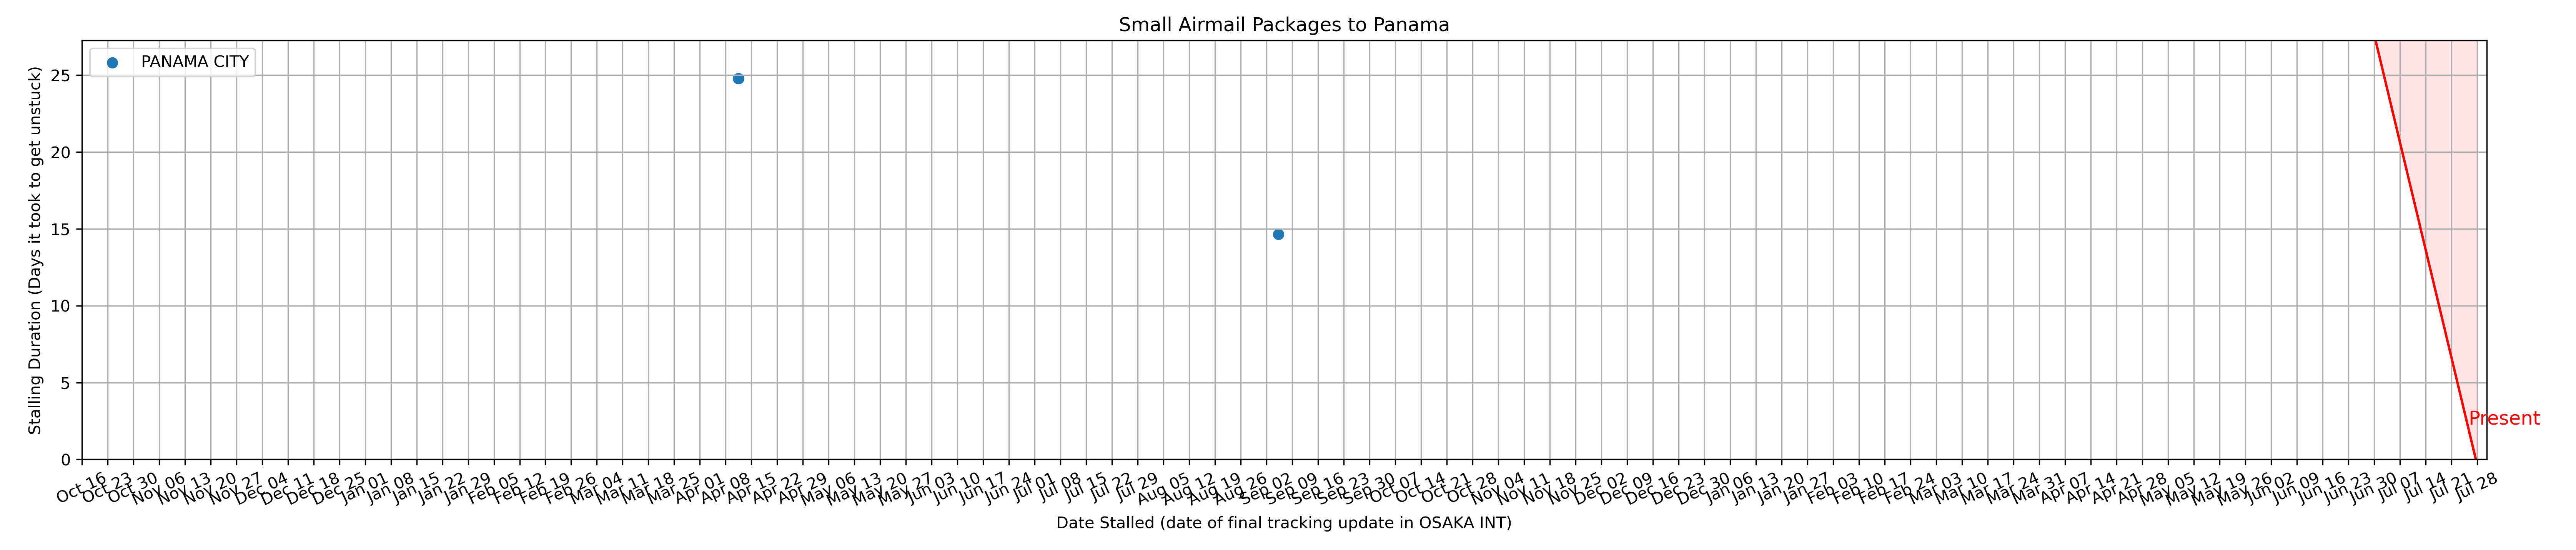 Small Airmail Packages to Panama
PANAMA CITY
Stalling Duration (Days it took to get unstuck)
25
20
15
10
5
0
Present
Oct 16 Oct 23 Oct 30 Nov 06 Nov 13 Nov 20 Nov 27 Dec 04 Dec 11 Dec 18 Dec 25 Jan 01 Jan 08 Jan 15 Jan 22 Jan 29 Feb 05 Feb 12 Feb 19 Feb 26 Mar 04 Mar 11 Mar 18 Mar 25 Apr 01 Apr 08 Apr 15 Apr 22 Apr 29 May 06 May 13 May 20 May 27 Jun 03 Jun 10 Jun 17 Jun 24 Jul 01 Jul 08 Jul 15 Jul 22 Jul 29 Aug 05 Aug 12 Aug 19 Aug 26 Sep 02 Sep 09 Sep 16 Sep 23 Sep 30 Oct 07 Oct 14 Oct 21 Oct 28 Nov 04 Nov 11 Nov 18 Nov 25 Dec 02 Dec 09 Dec 16 Dec 23 Dec 30 Jan 06 Jan 13 Jan 20 Jan 27 Feb 03 Feb 10 Feb 17 Feb 24 Mar 03 Mar 10 Mar 17 Mar 24 Mar 31 Apr 07 Apr 14 Apr 21 Apr 28 May 05 May 12 May 19 May 26 Jun 02 Jun 09 Jun 16 Jun 23 Jun 30 Jul 07 Jul 14 Jul 21 Jul 28
Date Stalled (date of final tracking update in OSAKA INT)